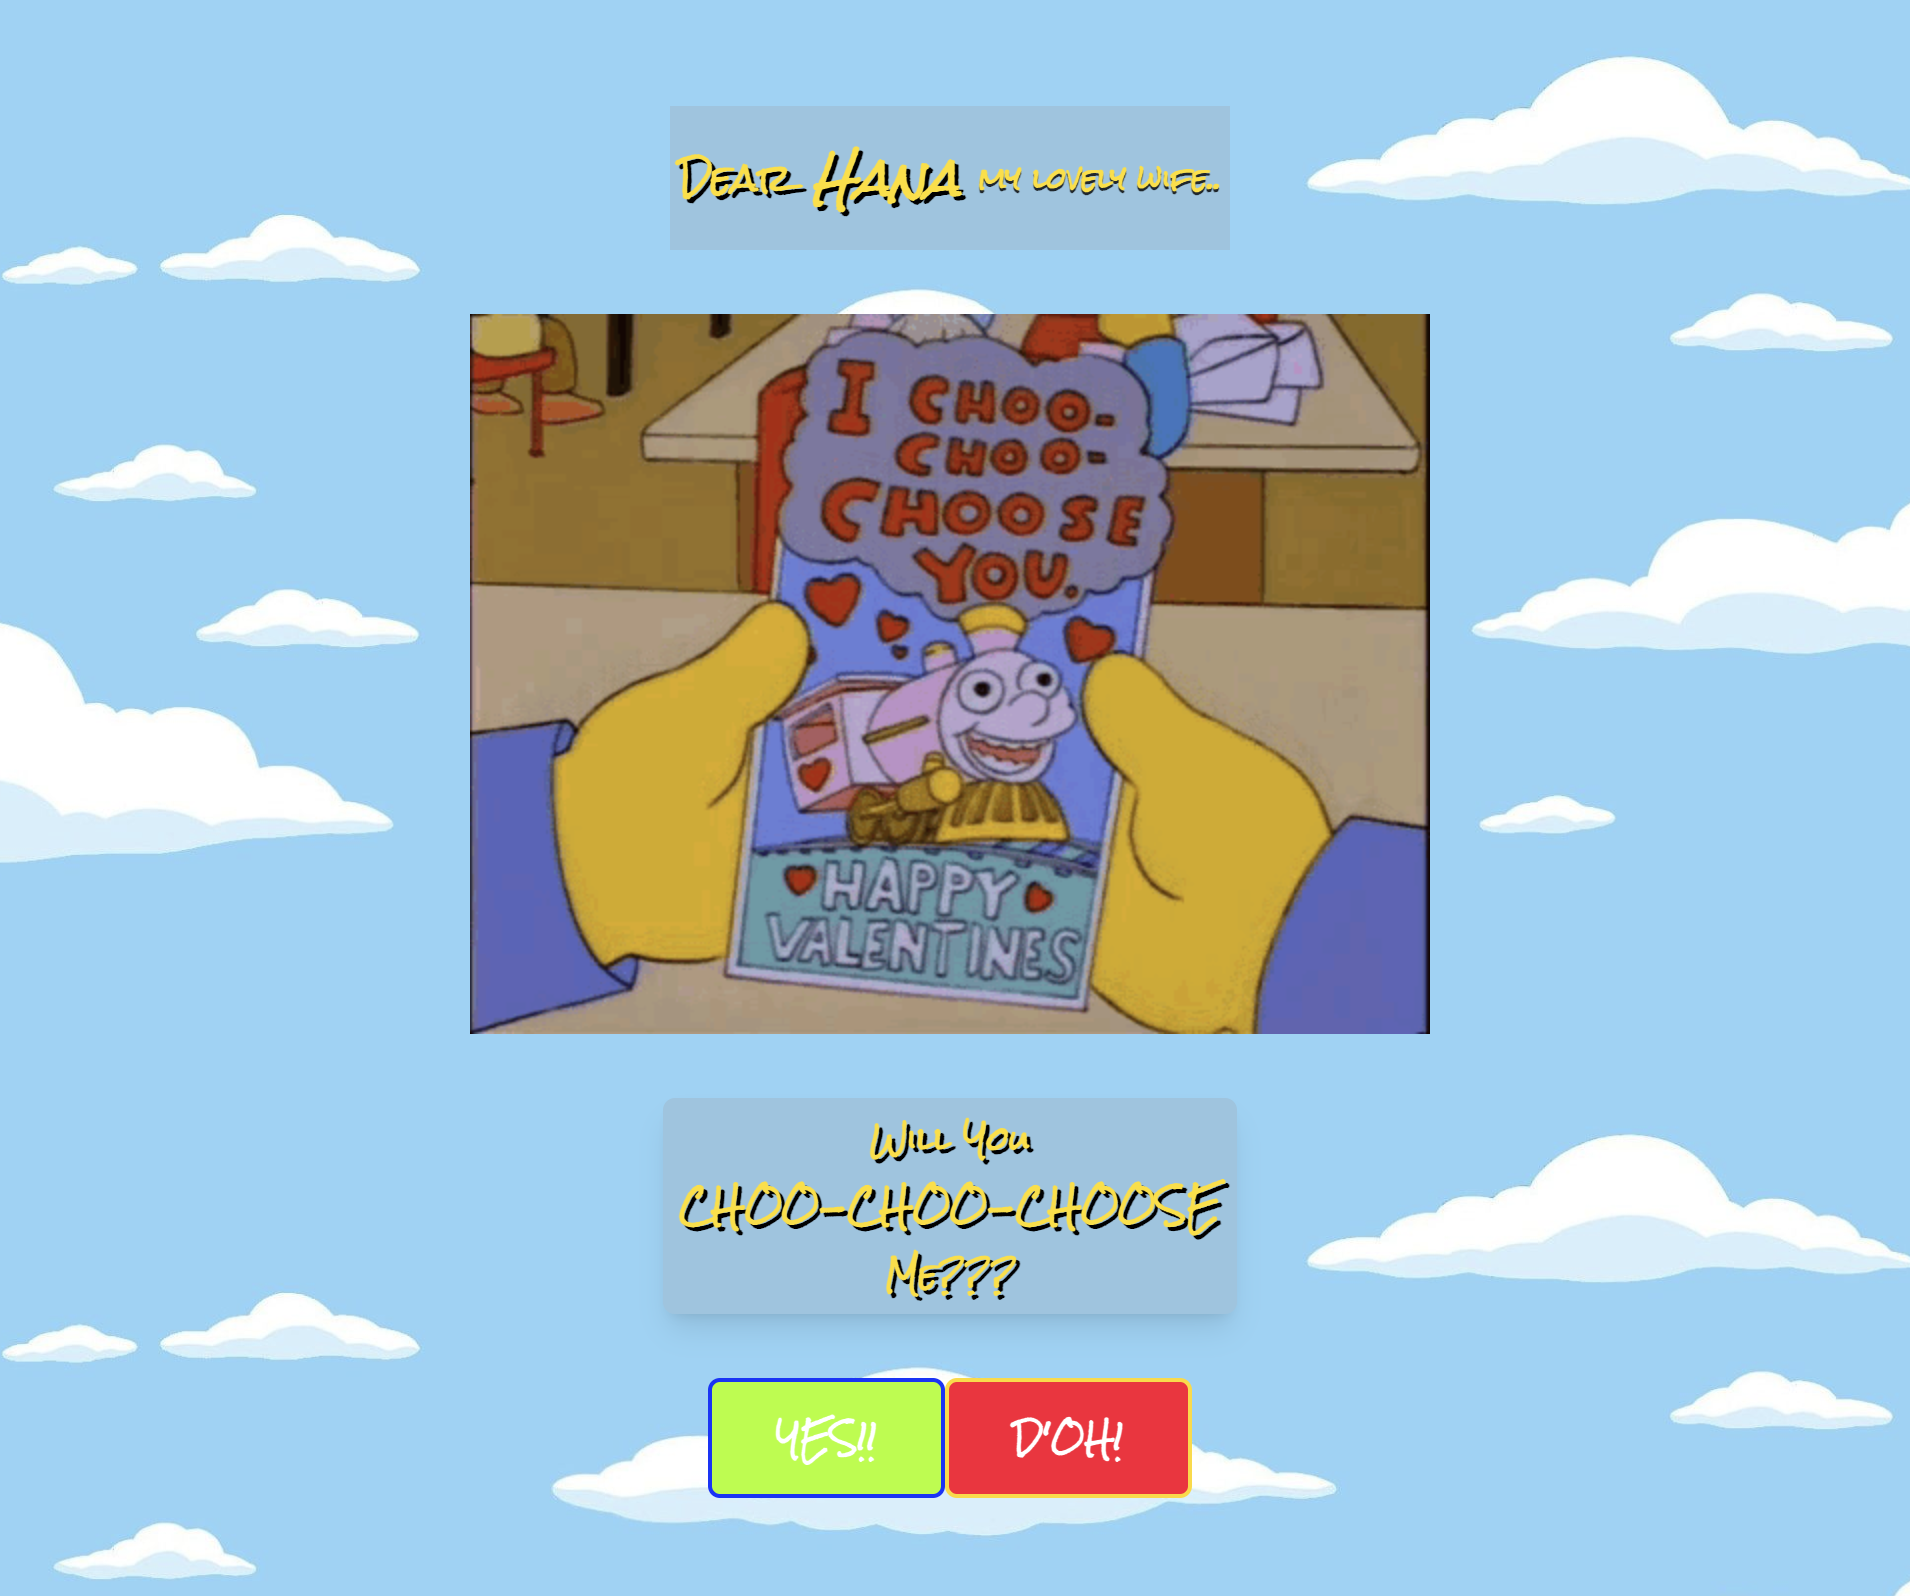 Dear Hana my lovely wife..
I CHOO-
CHOO-
CHOOSE
YOU.
HAPPY
VALENTINES
Will You
CHOO-CHOO-CHOOSE
Me???
YES!!
D'OH!